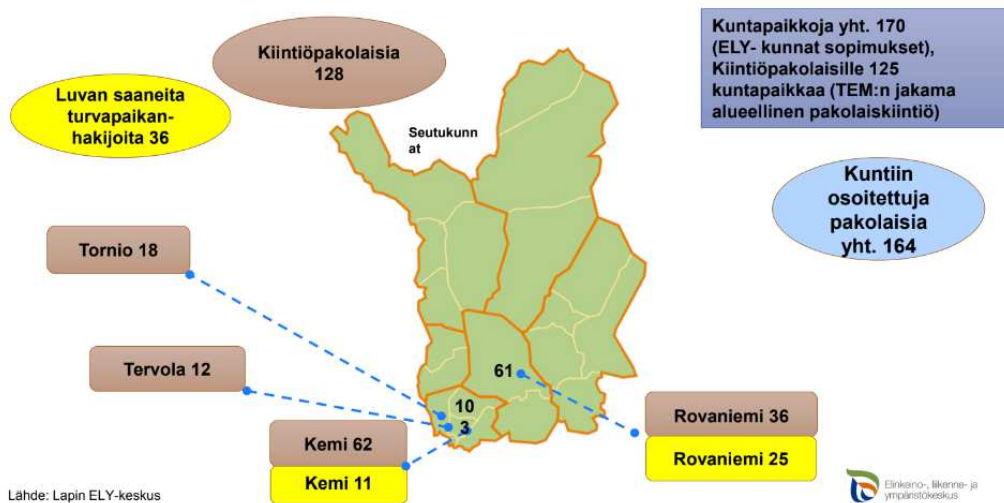 Kiintiöpakolaisia
128
Kuntapaikkoja yht. 170
(ELY- kunnat sopimukset),
Kiintiöpakolaisille 125
kuntapaikkaa (TEM:n jakama
alueellinen pakolaiskiintiö)
Luvan saaneita
turvapaikan-
hakijoita 36
Seutukunn
at
Kuntiin
osoitettuja
pakolaisia
yht. 164
Tornio 18
Tervola 12
61
10
3
Kemi 62
Kemi 11
Rovaniemi 36
Rovaniemi 25
Lähde: Lapin ELY-keskus
Elinkeino-, liikenne- ja
ympäristökeskus